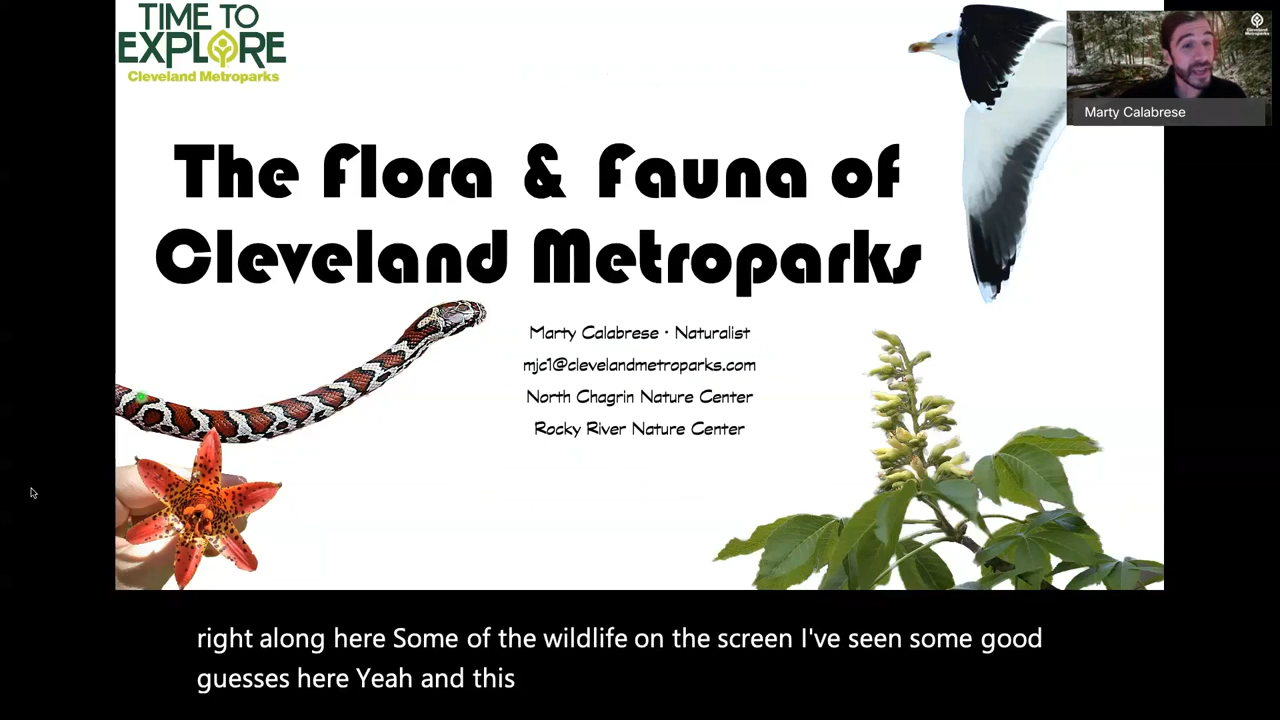 TIME TO
EXPLORE
Cleveland Metroparks
Cleveland
Metroparks
Marty Calabrese
The Flora & Fauna of
Cleveland Metroparks
Marty Calabrese · Naturalist
mjc1@clevelandmetroparks.com
North Chagrin Nature Center
Rocky River Nature Center
right along here Some of the wildlife on the screen I've seen some good
guesses here Yeah and this